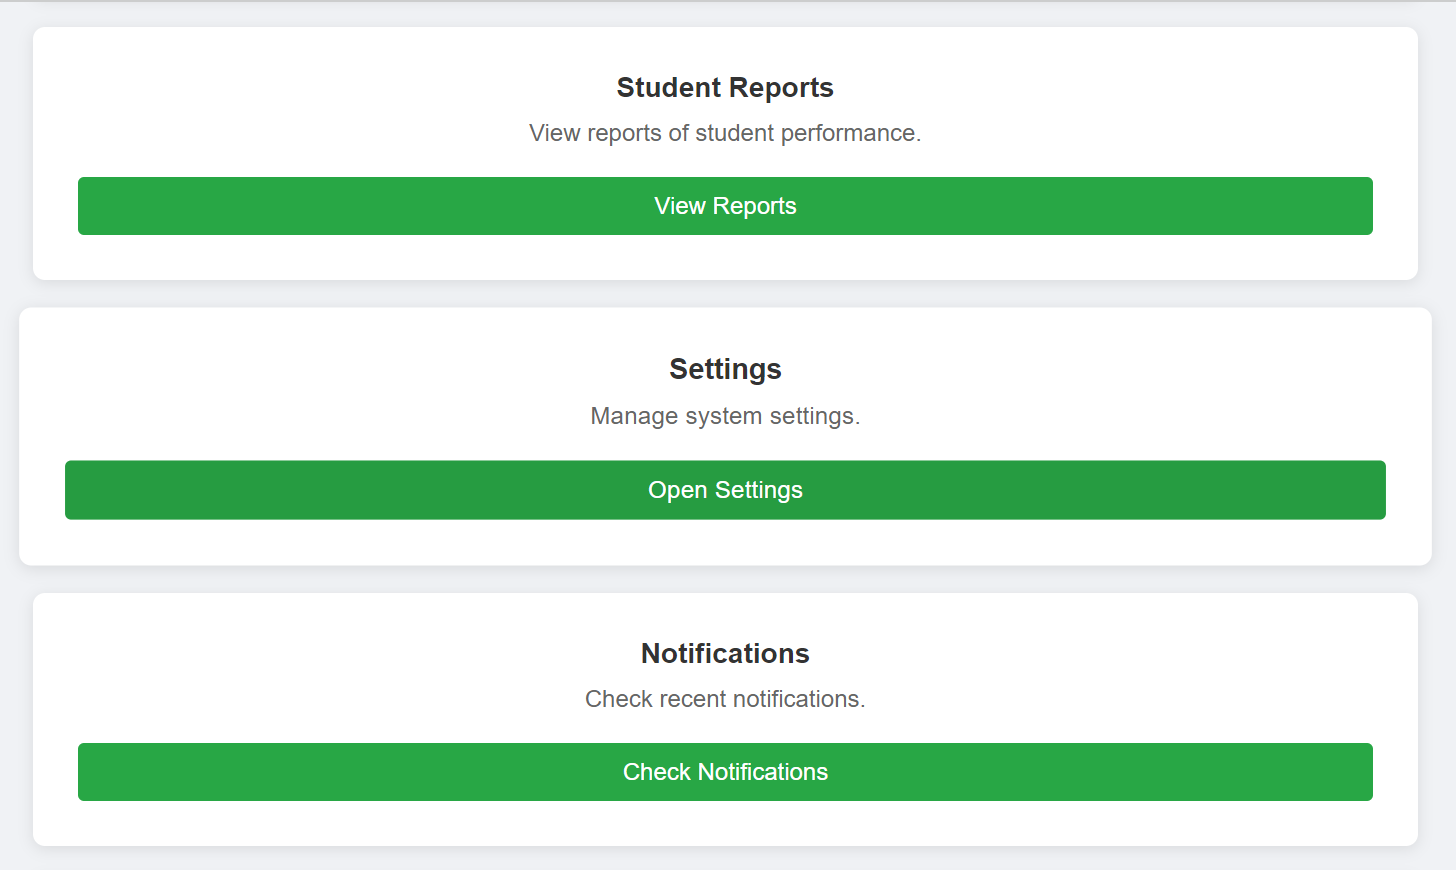 Student Reports
View reports of student performance.
View Reports
Settings
Manage system settings.
Open Settings
Notifications
Check recent notifications.
Check Notifications